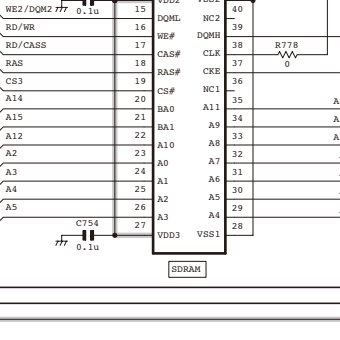 VDD2 VSS2
WE2/DQM2 0.1u 15 DQML NC2 40
RD/WR 16 WE# DQMH 39
RD/CASS 17 CAS# CLK 38 R778
RAS 18 RAS# CKE 37 0
CS3 19 CS# NC1 36
A14 20 BA0 A11 35 A
A15 21 BA1 A9 34 A
A12 22 A10 A8 33 A
A2 23 A0 A7 32
A3 24 A1 A6 31
A4 25 A2 A5 30
A5 26 A3 A4 29
C754 27 VDD3 VSS1 28
0.1u
SDRAM